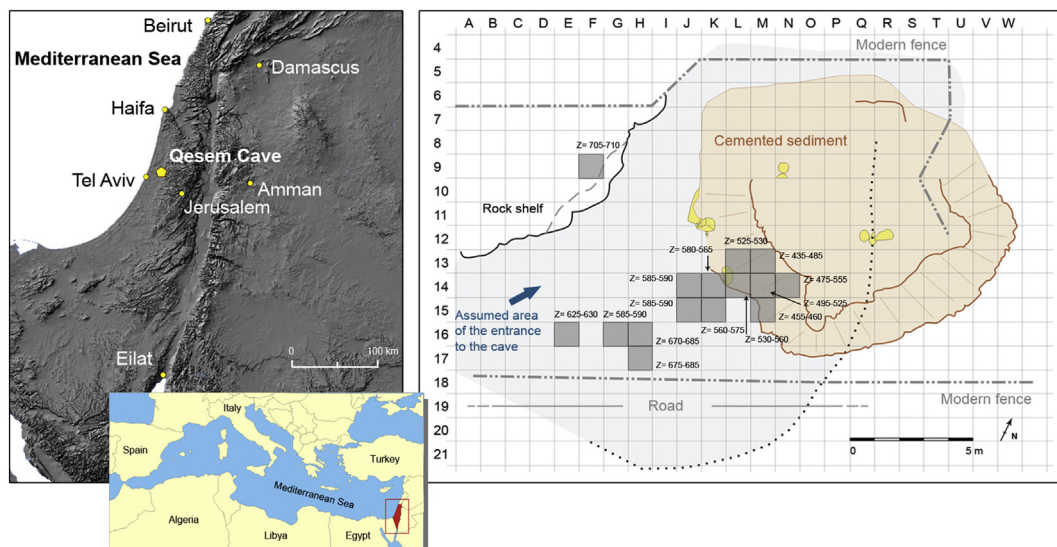 Beirut
Mediterranean Sea
Damascus
Haifa
Qesem Cave
Tel Aviv
Amman
Jerusalem
Eilat
0 100 km
Italy
Spain
Turkey
Mediterranean Sea
Algeria
Libya
Egypt
A B C D E F G H I J K L M N O P Q R S T U V W
4
5
6
7
8
9
10
11
12
13
14
15
16
17
18
19
20
21
Modern fence
Cemented sediment
Z= 705-710
Rock shelf
Z= 525-530
Z= 580-565
Z= 435-485
Z= 585-590
Z= 475-555
Z= 585-590
Z= 495-525
Z= 455-460
Assumed area
of the entrance
to the cave
Z= 625-630
Z= 585-590
Z= 560-575
Z= 530-560
Z= 670-685
Z= 675-685
Modern fence
Road
N
0 5 m